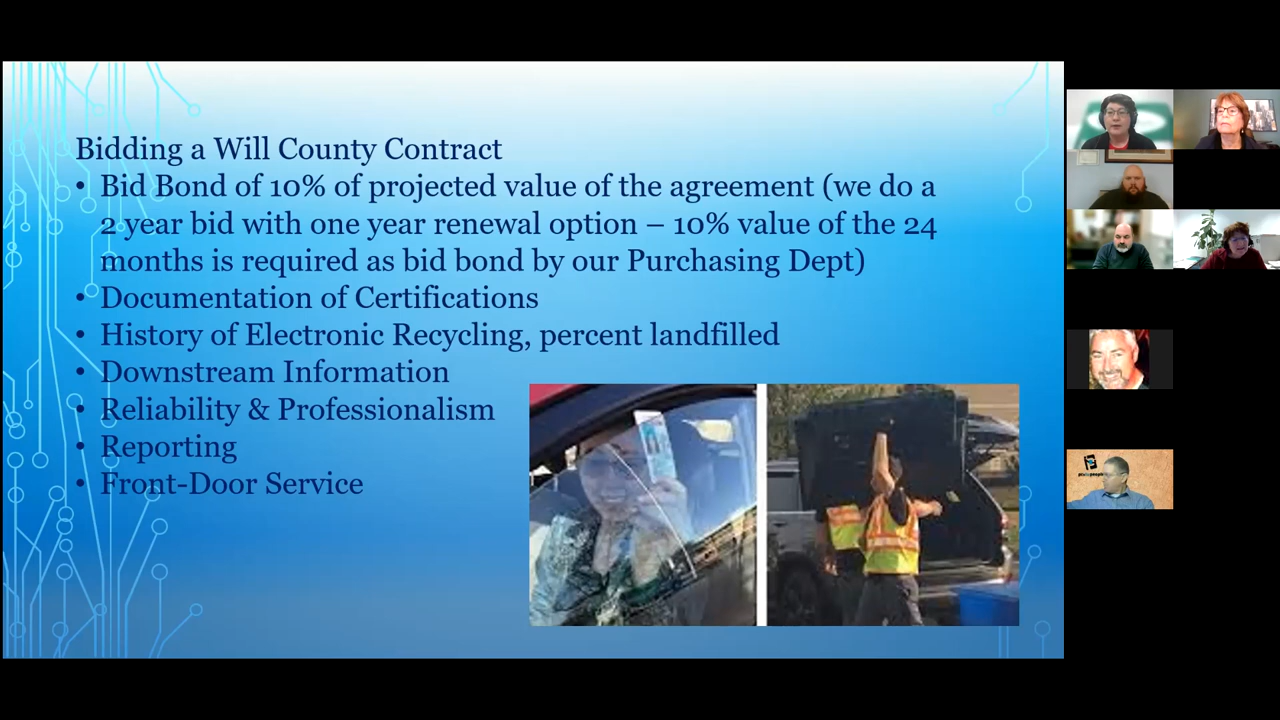 Bidding a Will County Contract
• Bid Bond of 10% of projected value of the agreement (we do a
2 year bid with one year renewal option – 10% value of the 24
months is required as bid bond by our Purchasing Dept)
• Documentation of Certifications
• History of Electronic Recycling, percent landfilled
• Downstream Information
• Reliability & Professionalism
• Reporting
• Front-Door Service